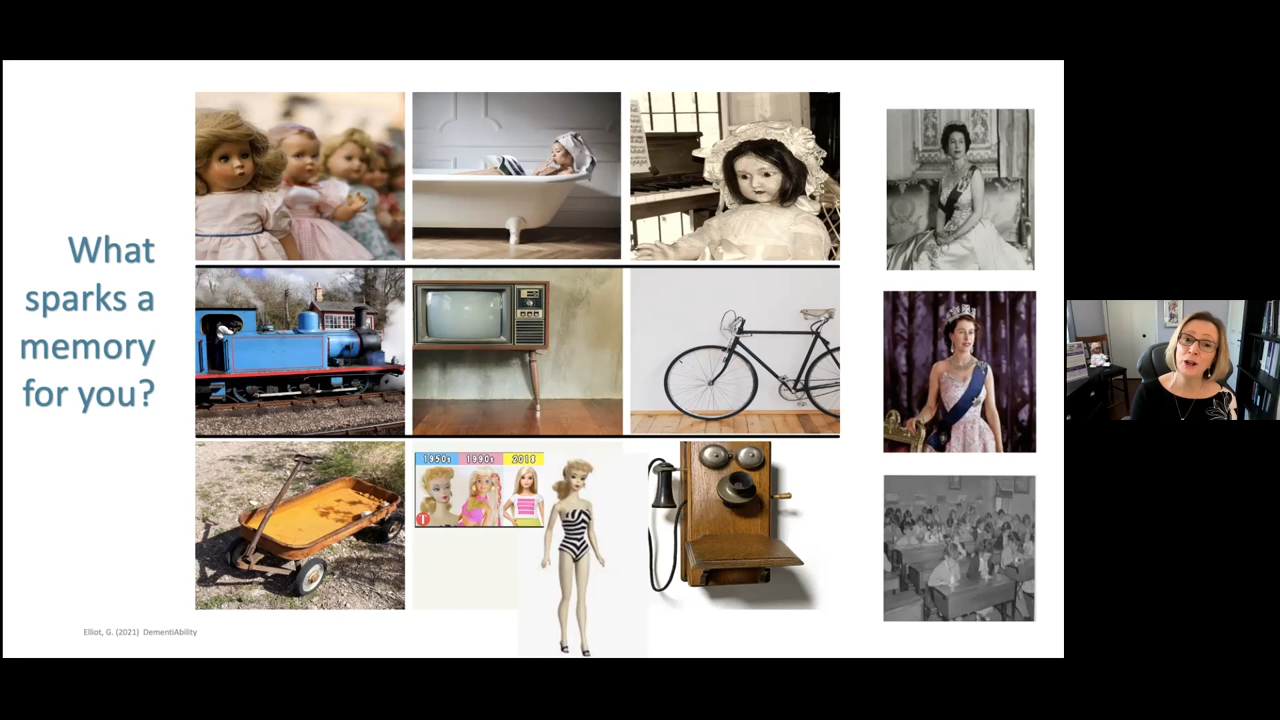 What
sparks a
memory
for you?
1950s 1990s 2018
Elliot, G. (2021) DementiAbility